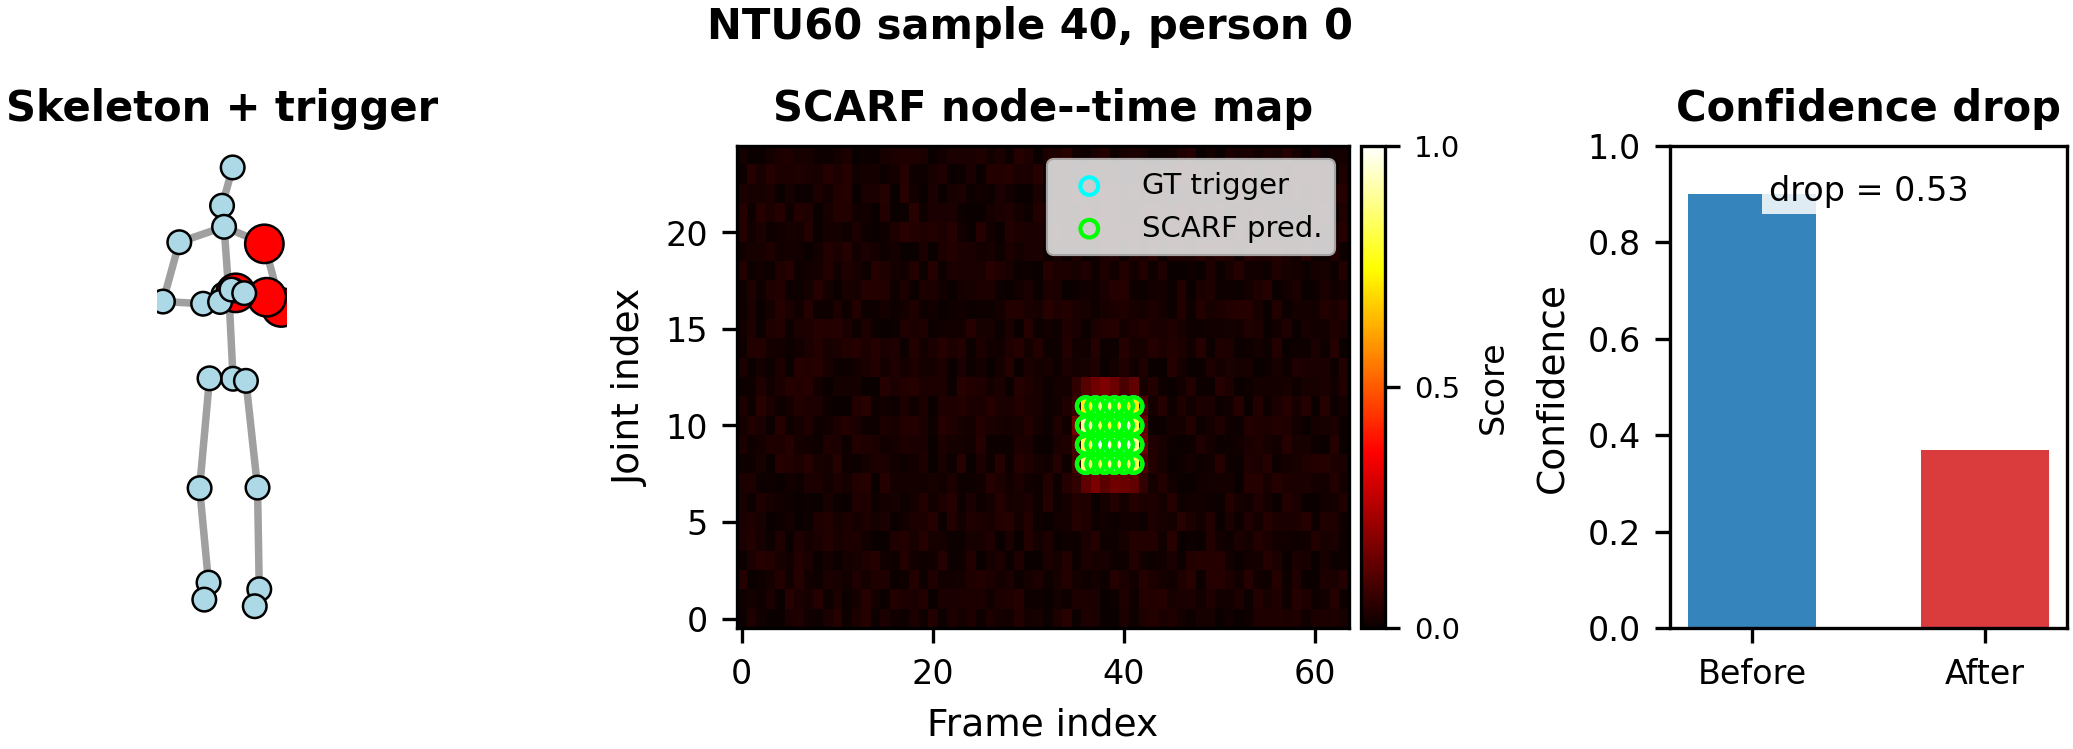 NTU60 sample 40, person 0
Skeleton + trigger
SCARF node--time map
GT trigger
SCARF pred.
Joint index
20
15
10
5
0
0
20
40
60
Frame index
1.0
0.5
0.0
Score
Confidence drop
drop = 0.53
Confidence
1.0
0.8
0.6
0.4
0.2
0.0
Before
After